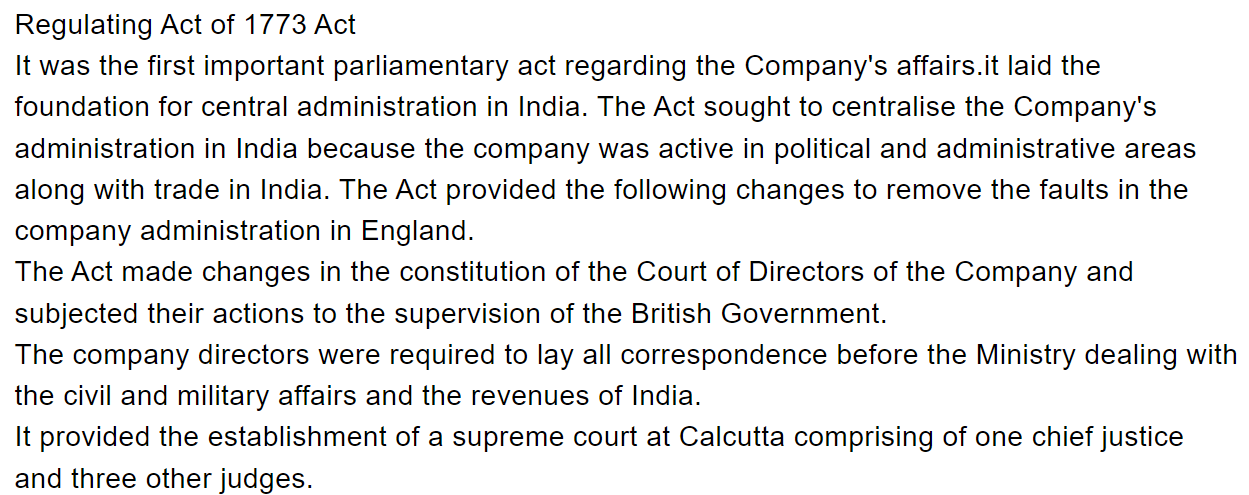 Regulating Act of 1773 Act
It was the first important parliamentary act regarding the Company's affairs.it laid the
foundation for central administration in India. The Act sought to centralise the Company's
administration in India because the company was active in political and administrative areas
along with trade in India. The Act provided the following changes to remove the faults in the
company administration in England.
The Act made changes in the constitution of the Court of Directors of the Company and
subjected their actions to the supervision of the British Government.
The company directors were required to lay all correspondence before the Ministry dealing with
the civil and military affairs and the revenues of India.
It provided the establishment of a supreme court at Calcutta comprising of one chief justice
and three other judges.